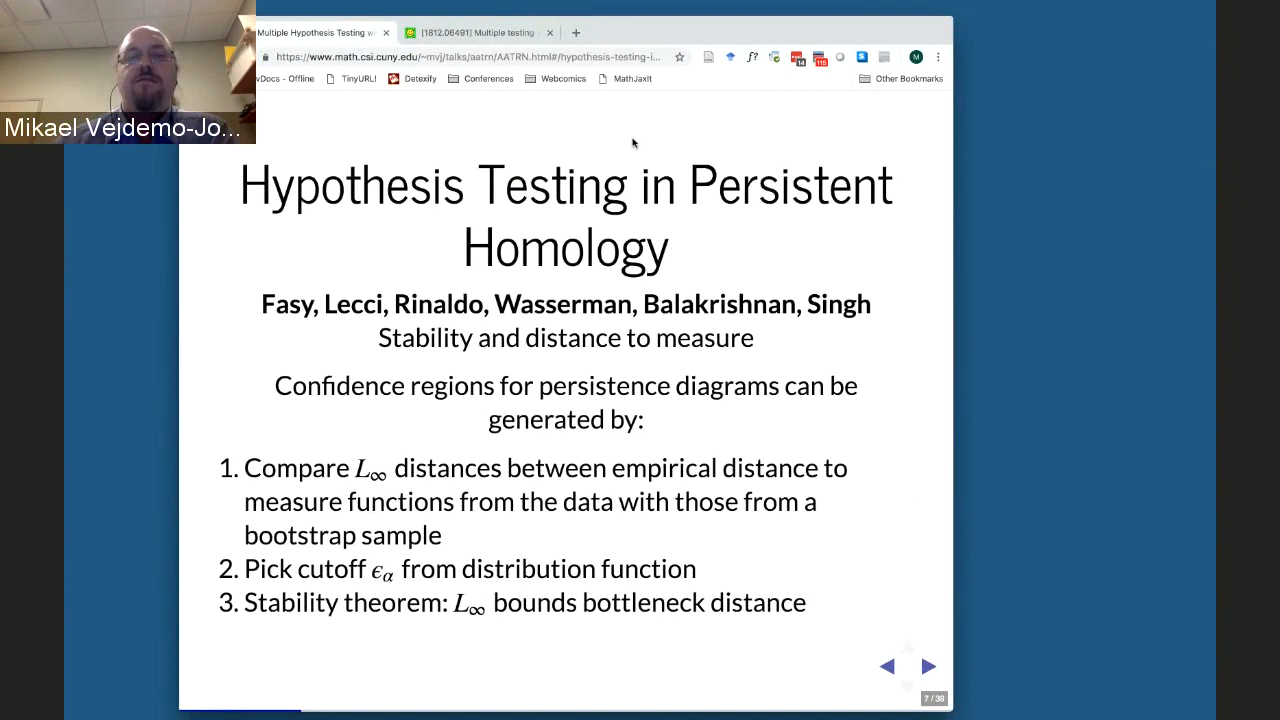 Multiple Hypothesis Testing w
[1812.06491] Multiple testing
https://www.math.csi.cuny.edu/~mvj/talks/aatrn/AATRN.html#/hypothesis-testing-i...
vDocs - Offline TinyURL! Detexify Conferences Webcomics MathJaxIt Other Bookmarks
Mikael Vejdemo-Jo...
Hypothesis Testing in Persistent
Homology
Fasy, Lecci, Rinaldo, Wasserman, Balakrishnan, Singh
Stability and distance to measure
Confidence regions for persistence diagrams can be
generated by:
1. Compare L∞ distances between empirical distance to
measure functions from the data with those from a
bootstrap sample
2. Pick cutoff ϵα from distribution function
3. Stability theorem: L∞ bounds bottleneck distance
7 / 39